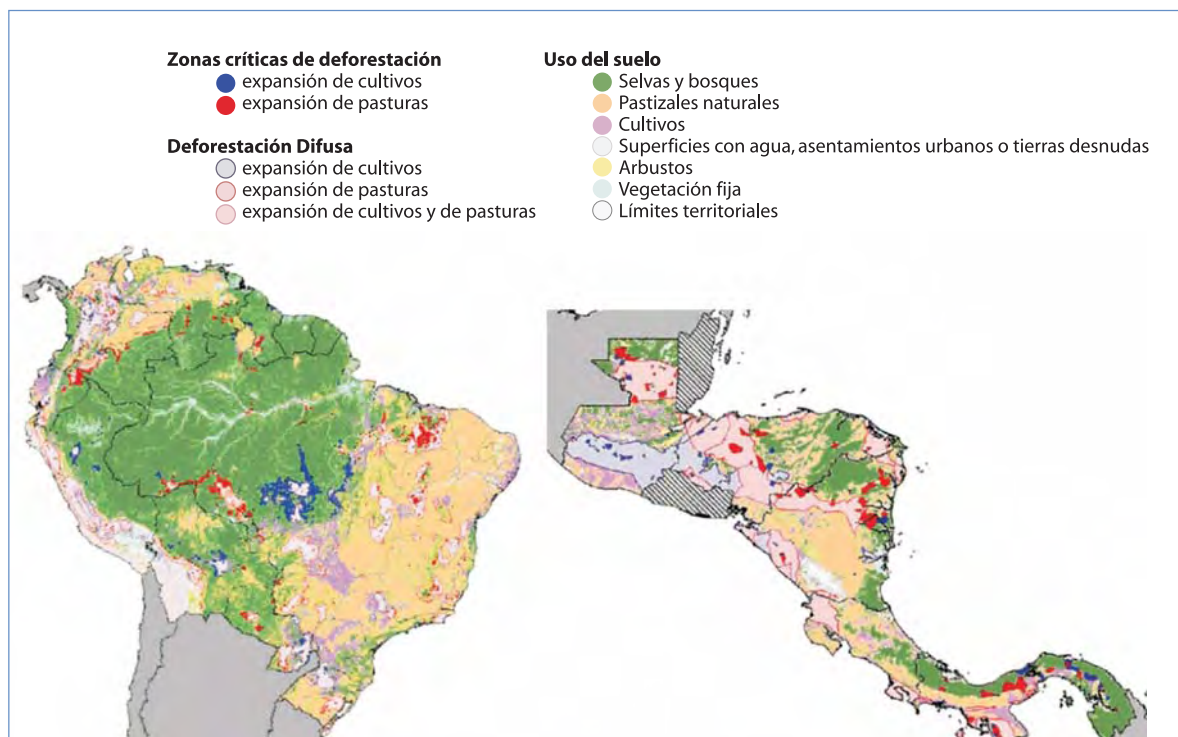 Zonas críticas de deforestación
expansión de cultivos
expansión de pasturas
Deforestación Difusa
expansión de cultivos
expansión de pasturas
expansión de cultivos y de pasturas
Uso del suelo
Selvas y bosques
Pastizales naturales
Cultivos
Superficies con agua, asentamientos urbanos o tierras desnudas
Arbustos
Vegetación fija
Límites territoriales